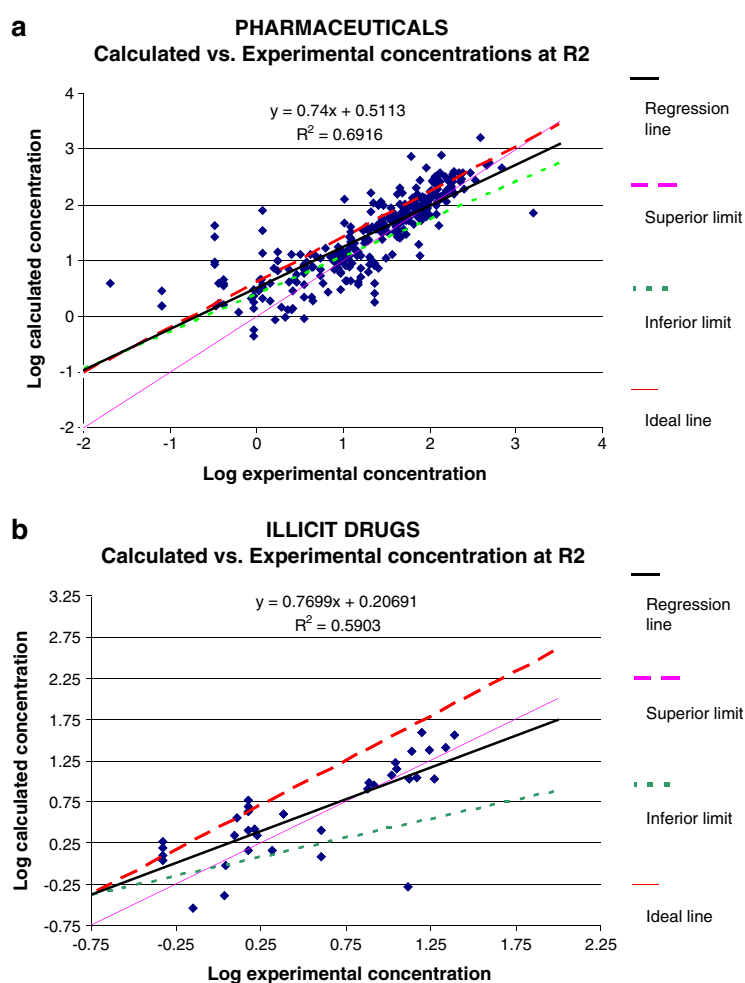 a
PHARMACEUTICALS
Calculated vs. Experimental concentrations at R2
y = 0.74x + 0.5113
R² = 0.6916
Log calculated concentration
4
3
2
1
0
-1
-2
-2 -1 0 1 2 3 4
Log experimental concentration
Regression
line
Superior limit
Inferior limit
Ideal line
b
ILLICIT DRUGS
Calculated vs. Experimental concentration at R2
y = 0.7699x + 0.20691
R² = 0.5903
Log calculated concentration
3.25
2.75
2.25
1.75
1.25
0.75
0.25
-0.25
-0.75
-0.75 -0.25 0.25 0.75 1.25 1.75 2.25
Log experimental concentration
Regression
line
Superior limit
Inferior limit
Ideal line